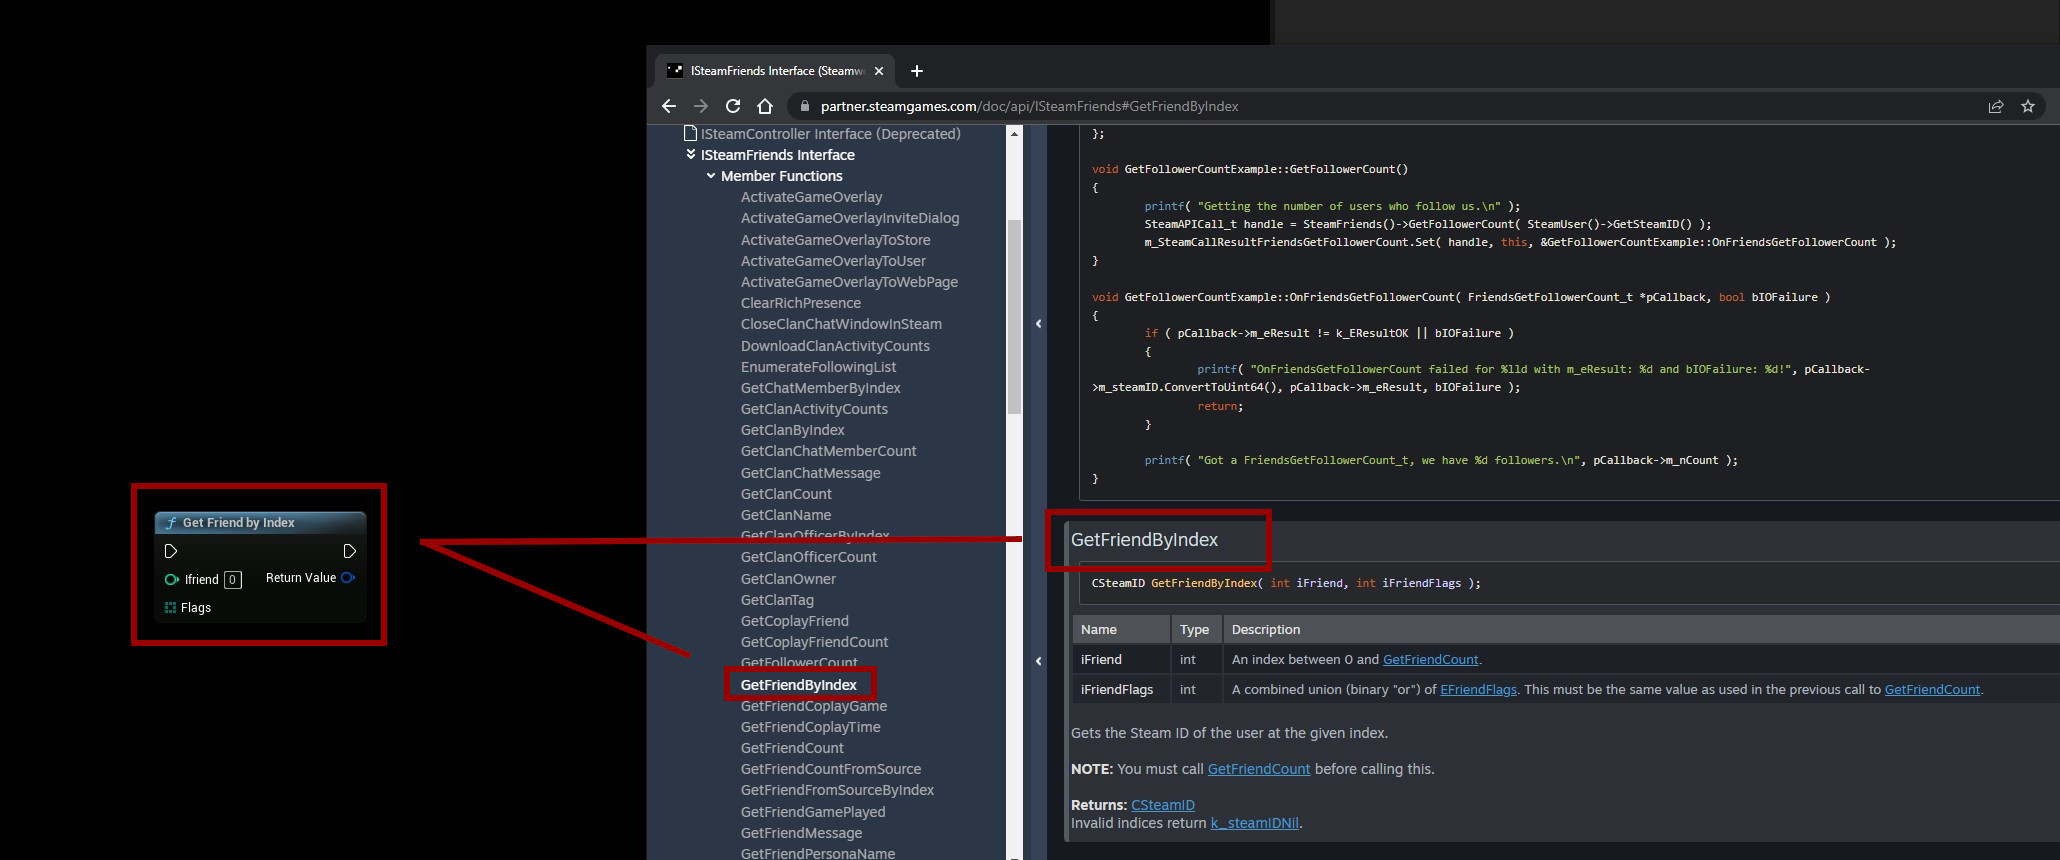 ISteamFriends Interface (Steamw
partner.steamgames.com/doc/api/ISteamFriends#GetFriendByIndex
Get Friend by Index
Ifriend 0 Return Value
Flags
ISteamController Interface (Deprecated)
ISteamFriends Interface
Member Functions
ActivateGameOverlay
ActivateGameOverlayInviteDialog
ActivateGameOverlayToStore
ActivateGameOverlayToUser
ActivateGameOverlayToWebPage
ClearRichPresence
CloseClanChatWindowInSteam
DownloadClanActivityCounts
EnumerateFollowingList
GetChatMemberByIndex
GetClanActivityCounts
GetClanByIndex
GetClanChatMemberCount
GetClanChatMessage
GetClanCount
GetClanName
GetClanOfficerByIndex
GetClanOfficerCount
GetClanOwner
GetClanTag
GetCoplayFriend
GetCoplayFriendCount
GetFollowerCount
GetFriendByIndex
GetFriendCoplayGame
GetFriendCoplayTime
GetFriendCount
GetFriendCountFromSource
GetFriendFromSourceByIndex
GetFriendGamePlayed
GetFriendMessage
GetFriendPersonaName
};
void GetFollowerCountExample::GetFollowerCount()
{
printf( "Getting the number of users who follow us.\n" );
SteamAPICall_t handle = SteamFriends()->GetFollowerCount( SteamUser()->GetSteamID() );
m_SteamCallResultFriendsGetFollowerCount.Set( handle, this, &GetFollowerCountExample::OnFriendsGetFollowerCount );
}
void GetFollowerCountExample::OnFriendsGetFollowerCount( FriendsGetFollowerCount_t *pCallback, bool bIOFailure )
{
if ( pCallback->m_eResult != k_EResultOK || bIOFailure )
{
printf( "OnFriendsGetFollowerCount failed for %lld with m_eResult: %d and bIOFailure: %d!", pCallback-
>m_steamID.ConvertToUint64(), pCallback->m_eResult, bIOFailure );
return;
}
printf( "Got a FriendsGetFollowerCount_t, we have %d followers.\n", pCallback->m_nCount );
}
GetFriendByIndex
CSteamID GetFriendByIndex( int iFriend, int iFriendFlags );
Name Type Description
iFriend int An index between 0 and GetFriendCount.
iFriendFlags int A combined union (binary "or") of EFriendFlags. This must be the same value as used in the previous call to GetFriendCount.
Gets the Steam ID of the user at the given index.
NOTE: You must call GetFriendCount before calling this.
Returns: CSteamID
Invalid indices return k_steamIDNil.